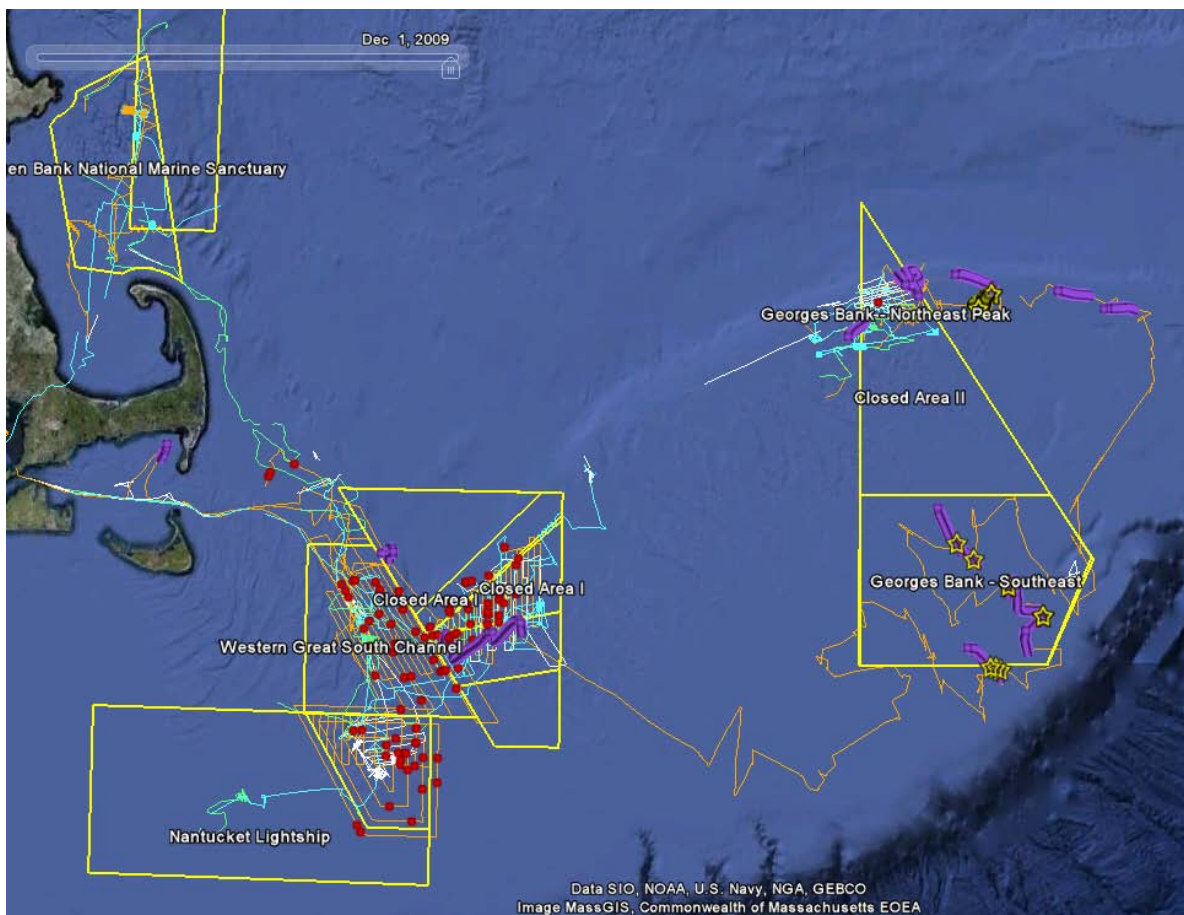 Dec 1, 2009
en Bank National Marine Sanctuary
Georges Bank - Northeast Peak
Closed Area II
Georges Bank - Southeast
Closed Area I
Closed Area I
Western Great South Channel
Nantucket Lightship
Data SIO, NOAA, U.S. Navy, NGA, GEBCO
Image MassGIS, Commonwealth of Massachusetts EOEA